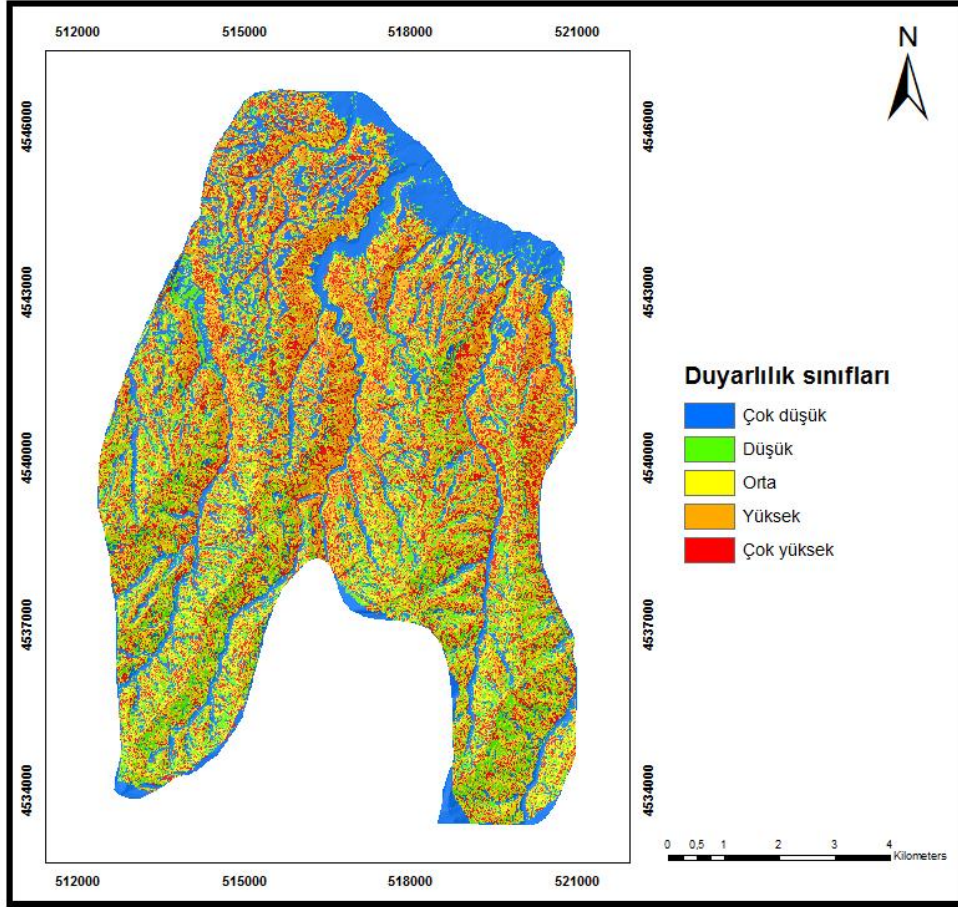 512000 515000 518000 521000
N
4546000 4546000
4543000 4543000
Duyarlılık sınıfları
Çok düşük
Düşük
Orta
Yüksek
Çok yüksek
4540000 4540000
4537000 4537000
4534000 4534000
0 0,5 1 2 3 4
Kilometers
512000 515000 518000 521000